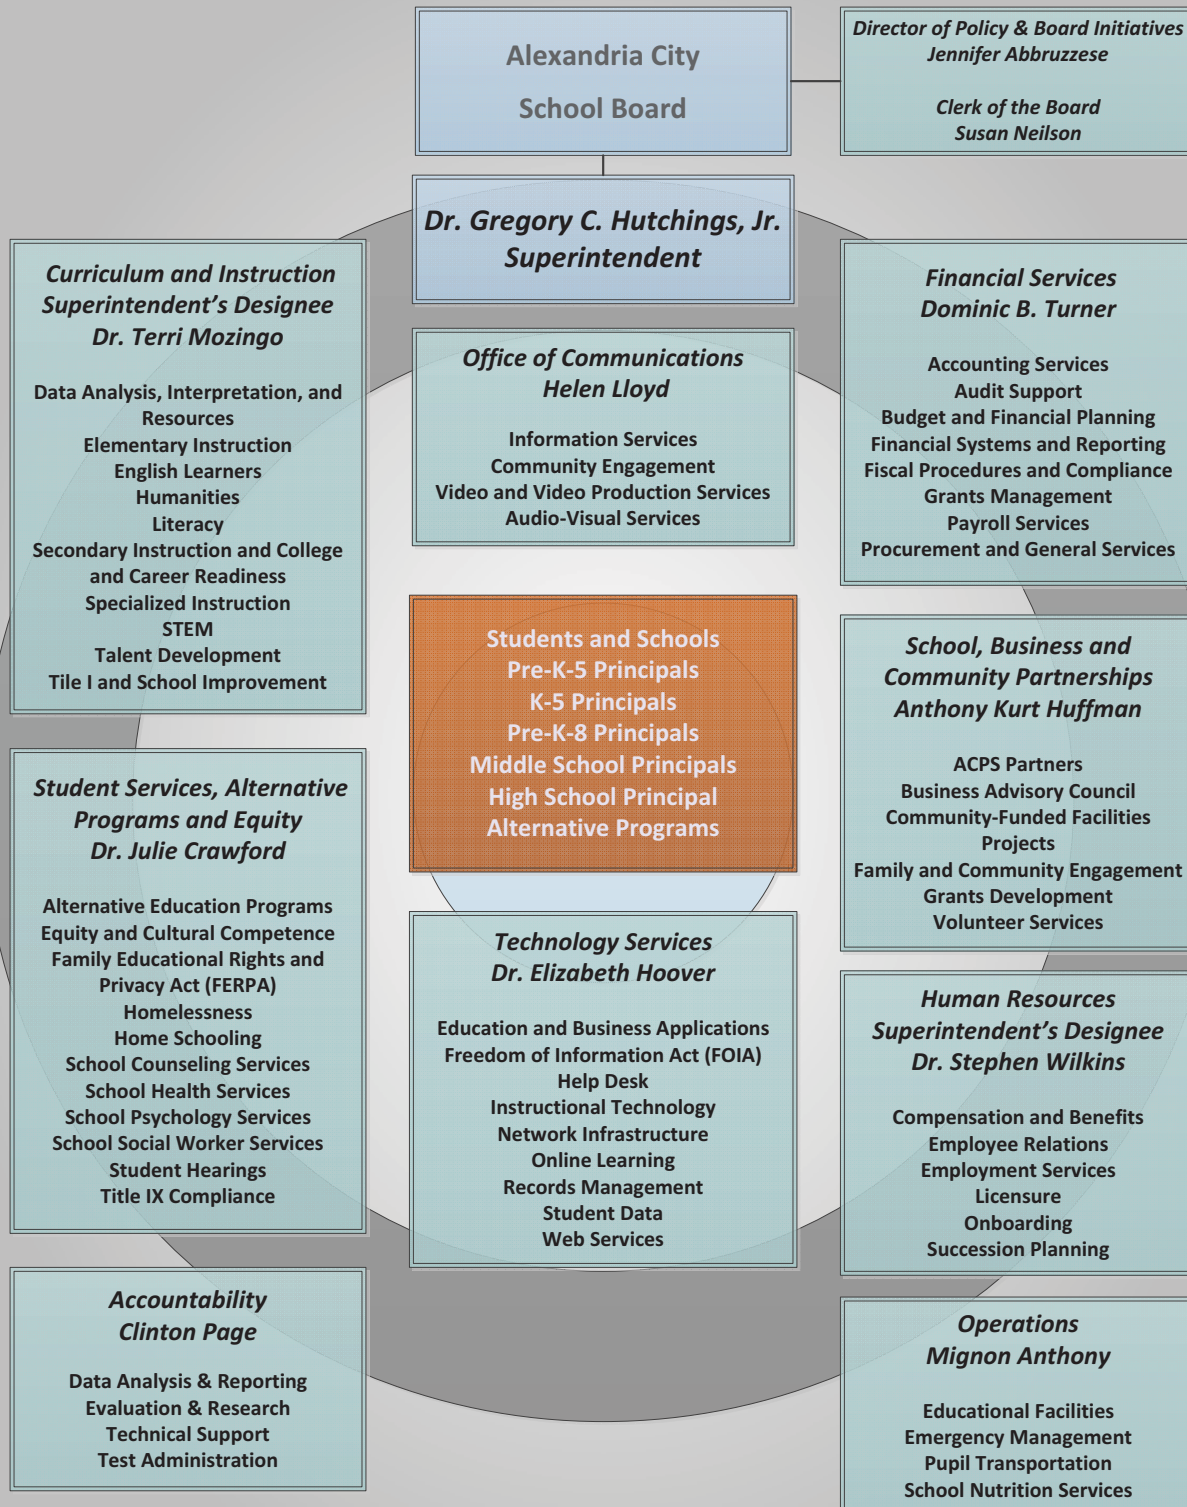 Alexandria City
School Board
Director of Policy & Board Initiatives
Jennifer Abbruzzese
Clerk of the Board
Susan Neilson
Dr. Gregory C. Hutchings, Jr.
Superintendent
Curriculum and Instruction
Superintendent's Designee
Dr. Terri Mozingo
Data Analysis, Interpretation, and
Resources
Elementary Instruction
English Learners
Humanities
Literacy
Secondary Instruction and College
and Career Readiness
Specialized Instruction
STEM
Talent Development
Tile I and School Improvement
Office of Communications
Helen Lloyd
Information Services
Community Engagement
Video and Video Production Services
Audio-Visual Services
Financial Services
Dominic B. Turner
Accounting Services
Audit Support
Budget and Financial Planning
Financial Systems and Reporting
Fiscal Procedures and Compliance
Grants Management
Payroll Services
Procurement and General Services
Students and Schools
Pre-K-5 Principals
K-5 Principals
Pre-K-8 Principals
Middle School Principals
High School Principal
Alternative Programs
School, Business and
Community Partnerships
Anthony Kurt Huffman
ACPS Partners
Business Advisory Council
Community-Funded Facilities
Projects
Family and Community Engagement
Grants Development
Volunteer Services
Student Services, Alternative
Programs and Equity
Dr. Julie Crawford
Alternative Education Programs
Equity and Cultural Competence
Family Educational Rights and
Privacy Act (FERPA)
Homelessness
Home Schooling
School Counseling Services
School Health Services
School Psychology Services
School Social Worker Services
Student Hearings
Title IX Compliance
Technology Services
Dr. Elizabeth Hoover
Education and Business Applications
Freedom of Information Act (FOIA)
Help Desk
Instructional Technology
Network Infrastructure
Online Learning
Records Management
Student Data
Web Services
Human Resources
Superintendent's Designee
Dr. Stephen Wilkins
Compensation and Benefits
Employee Relations
Employment Services
Licensure
Onboarding
Succession Planning
Accountability
Clinton Page
Data Analysis & Reporting
Evaluation & Research
Technical Support
Test Administration
Operations
Mignon Anthony
Educational Facilities
Emergency Management
Pupil Transportation
School Nutrition Services